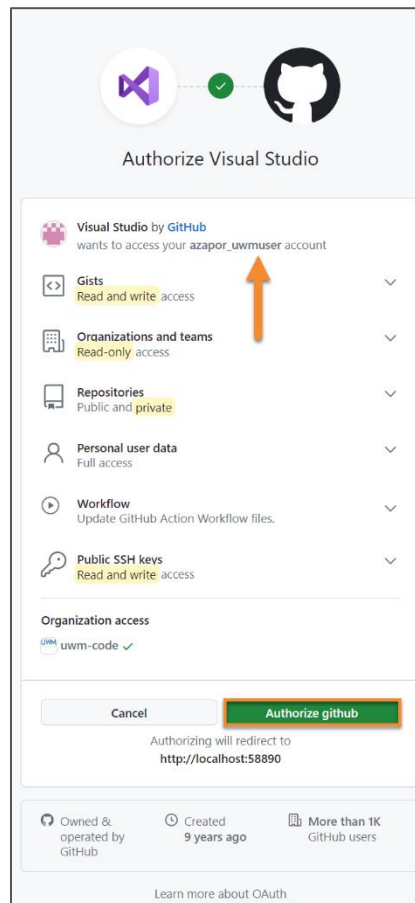 Authorize Visual Studio
Visual Studio by GitHub
wants to access your azapor_uwmuser account
Gists
Read and write access
Organizations and teams
Read-only access
Repositories
Public and private
Personal user data
Full access
Workflow
Update GitHub Action Workflow files.
Public SSH keys
Read and write access
Organization access
UWM uwm-code
Cancel
Authorize github
Authorizing will redirect to
http://localhost:58890
Owned &
operated by
GitHub
Created
9 years ago
More than 1K
GitHub users
Learn more about OAuth